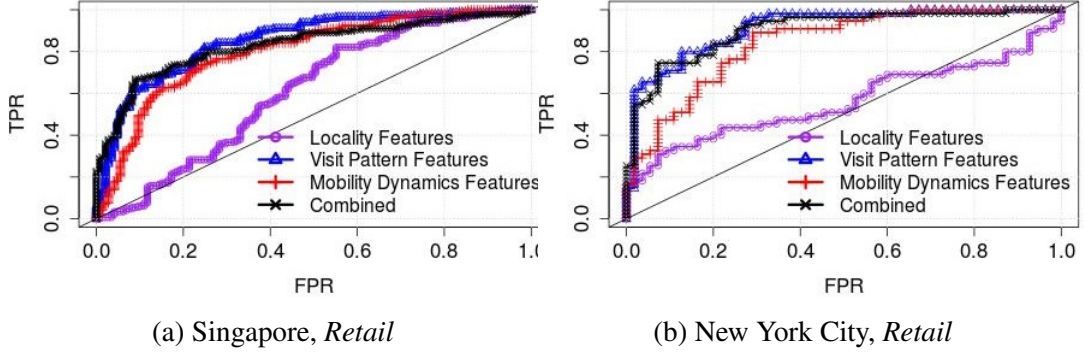 TPR
0.0 0.4 0.8
Locality Features
Visit Pattern Features
Mobility Dynamics Features
Combined
0.0 0.2 0.4 0.6 0.8 1.0
FPR
(a) Singapore, Retail
TPR
0.0 0.4 0.8
Locality Features
Visit Pattern Features
Mobility Dynamics Features
Combined
0.0 0.2 0.4 0.6 0.8 1.0
FPR
(b) New York City, Retail